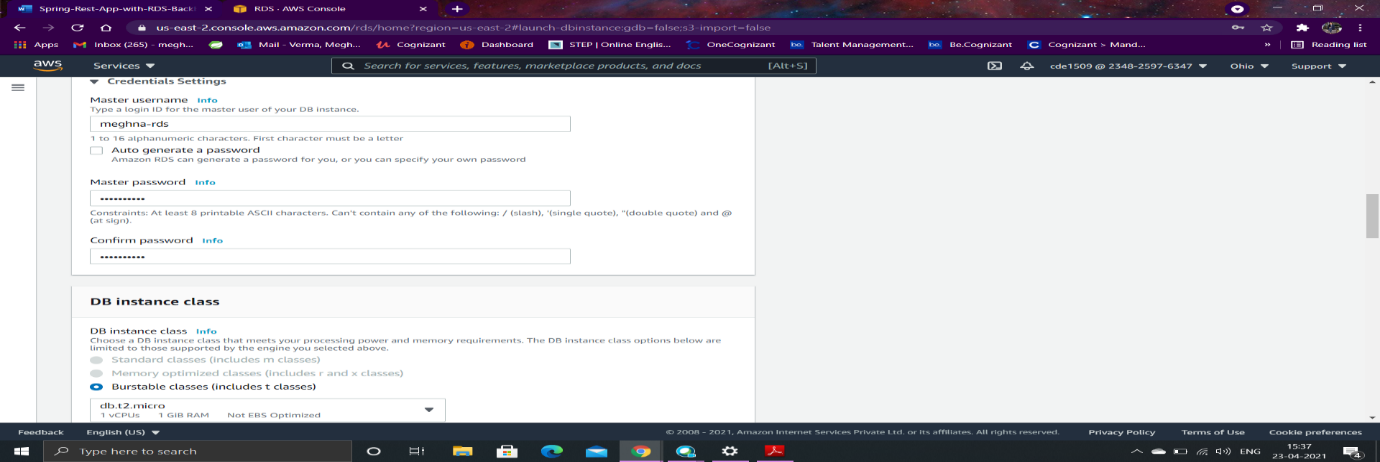 Spring-Rest-App-with-RDS-Back
RDS · AWS Console
us-east-2.console.aws.amazon.com/rds/home?region=us-east-2#launch-dbinstance:gdb=false;s3-import=false
Apps
Inbox (265) - megh...
Mail - Verma, Megh...
Cognizant
Dashboard
STEP | Online Englis...
OneCognizant
Talent Management...
Be.Cognizant
Cognizant > Mand...
»
Reading list
aws
Services
Search for services, features, marketplace products, and docs
[Alt+S]
cde1509 @ 2348-2597-6347
Ohio
Support
Credentials Settings
Master username Info
Type a login ID for the master user of your DB instance.
meghna-rds
1 to 16 alphanumeric characters. First character must be a letter
Auto generate a password
Amazon RDS can generate a password for you, or you can specify your own password
Master password Info
••••••••••
Constraints: At least 8 printable ASCII characters. Can't contain any of the following: / (slash), '(single quote), "(double quote) and @
(at sign).
Confirm password Info
••••••••••
DB instance class
DB instance class Info
Choose a DB instance class that meets your processing power and memory requirements. The DB instance class options below are
limited to those supported by the engine you selected above.
Standard classes (includes m classes)
Memory optimized classes (includes r and x classes)
Burstable classes (includes t classes)
db.t2.micro
1 vCPUs 1 GiB RAM Not EBS Optimized
Feedback
English (US)
© 2008 - 2021, Amazon Internet Services Private Ltd. or its affiliates. All rights reserved.
Privacy Policy
Terms of Use
Cookie preferences
Type here to search
ENG
15:37
23-04-2021
4